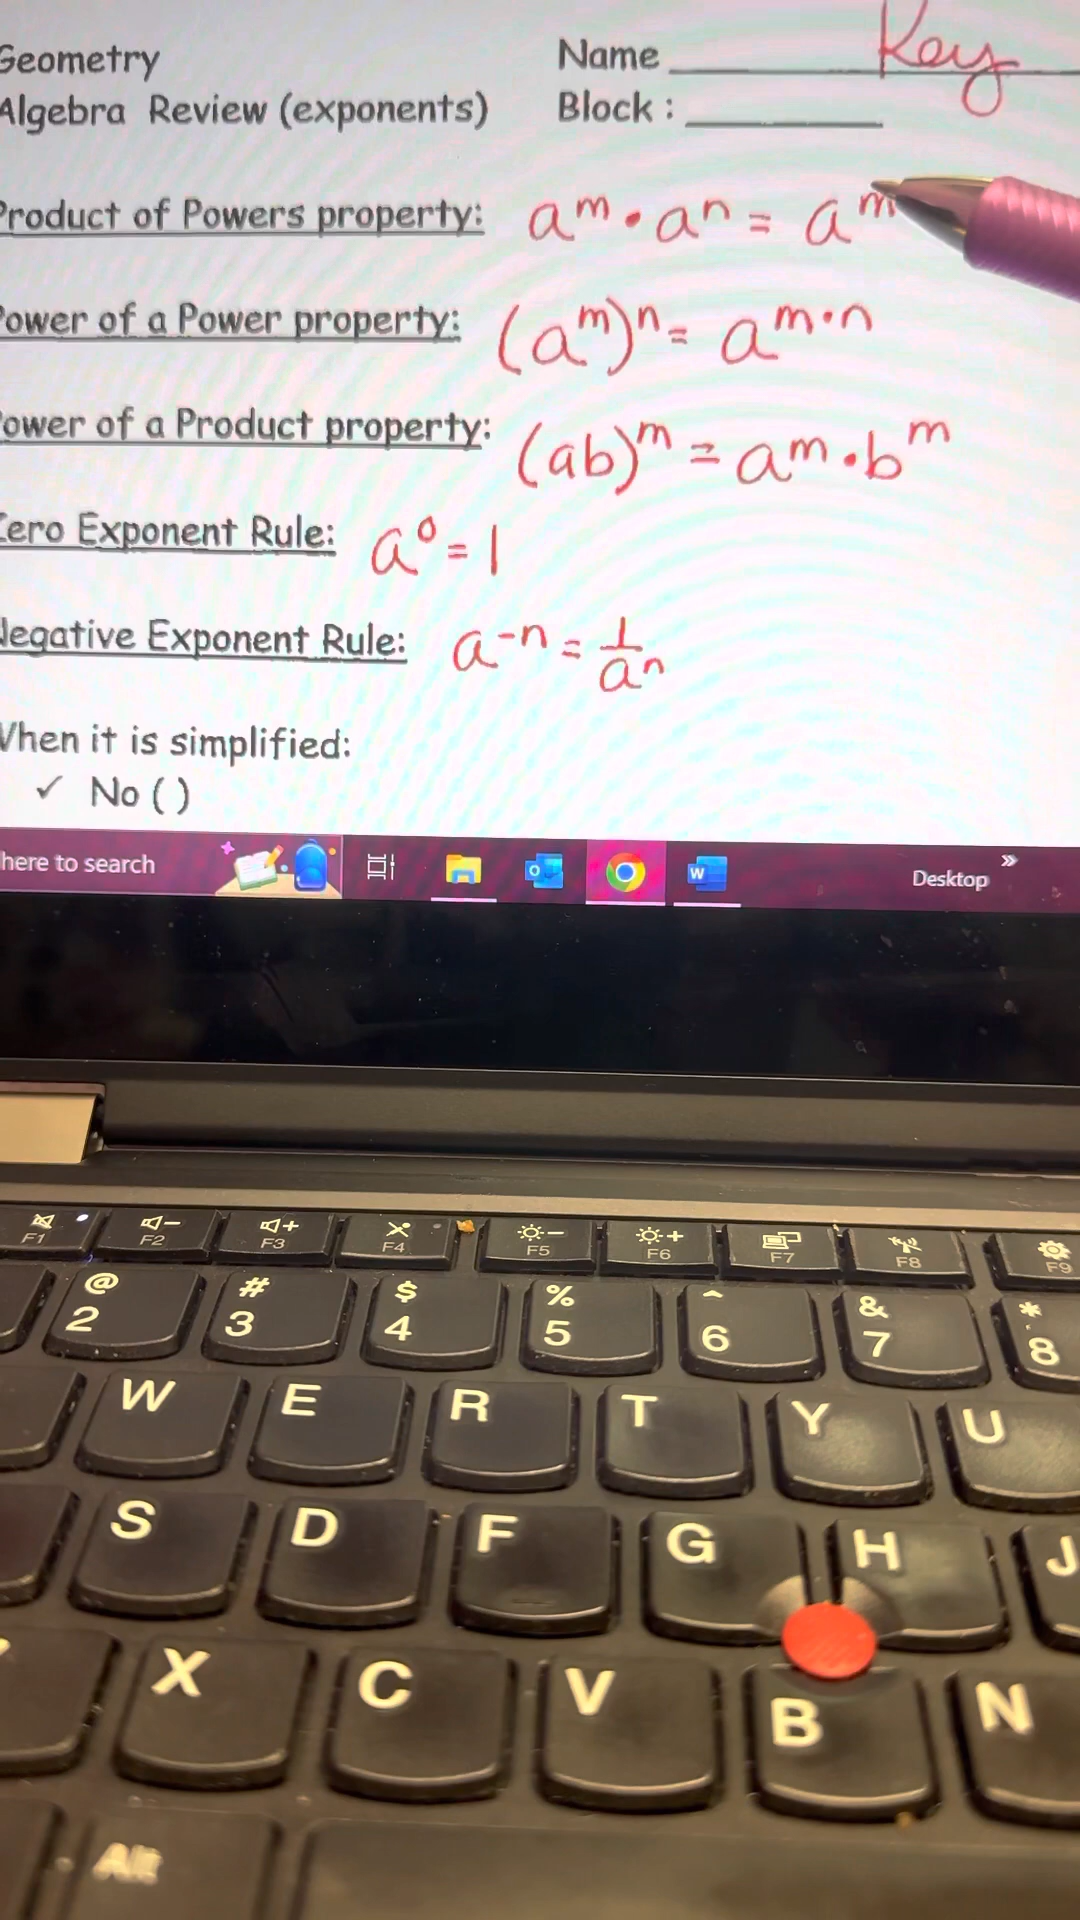 Geometry Name Key
Algebra Review (exponents) Block :
Product of Powers property: a^m • a^n = a^m
Power of a Power property: (a^m)^n = a^m•n
Power of a Product property: (ab)^m = a^m • b^m
Zero Exponent Rule: a^0 = 1
Negative Exponent Rule: a^-n = 1/a^n
When it is simplified:
✓ No ( )
here to search Desktop »
F1 F2 F3 F4 F5 F6 F7 F8 F9
@ # $ % ^ & *
2 3 4 5 6 7 8
W E R T Y U
S D F G H J
X C V B N
Alt